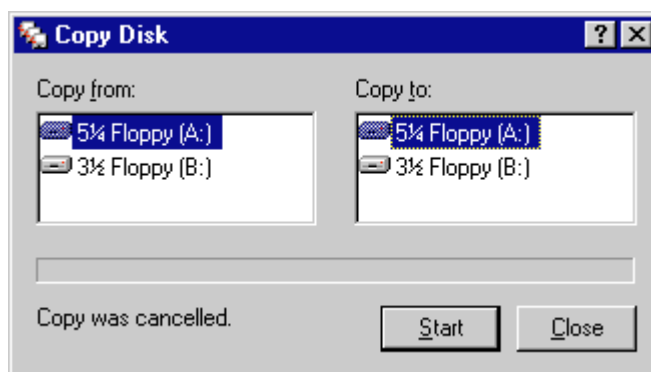 Copy Disk
Copy from:
Copy to:
5¼ Floppy (A:)
3½ Floppy (B:)
5¼ Floppy (A:)
3½ Floppy (B:)
Copy was cancelled.
Start
Close